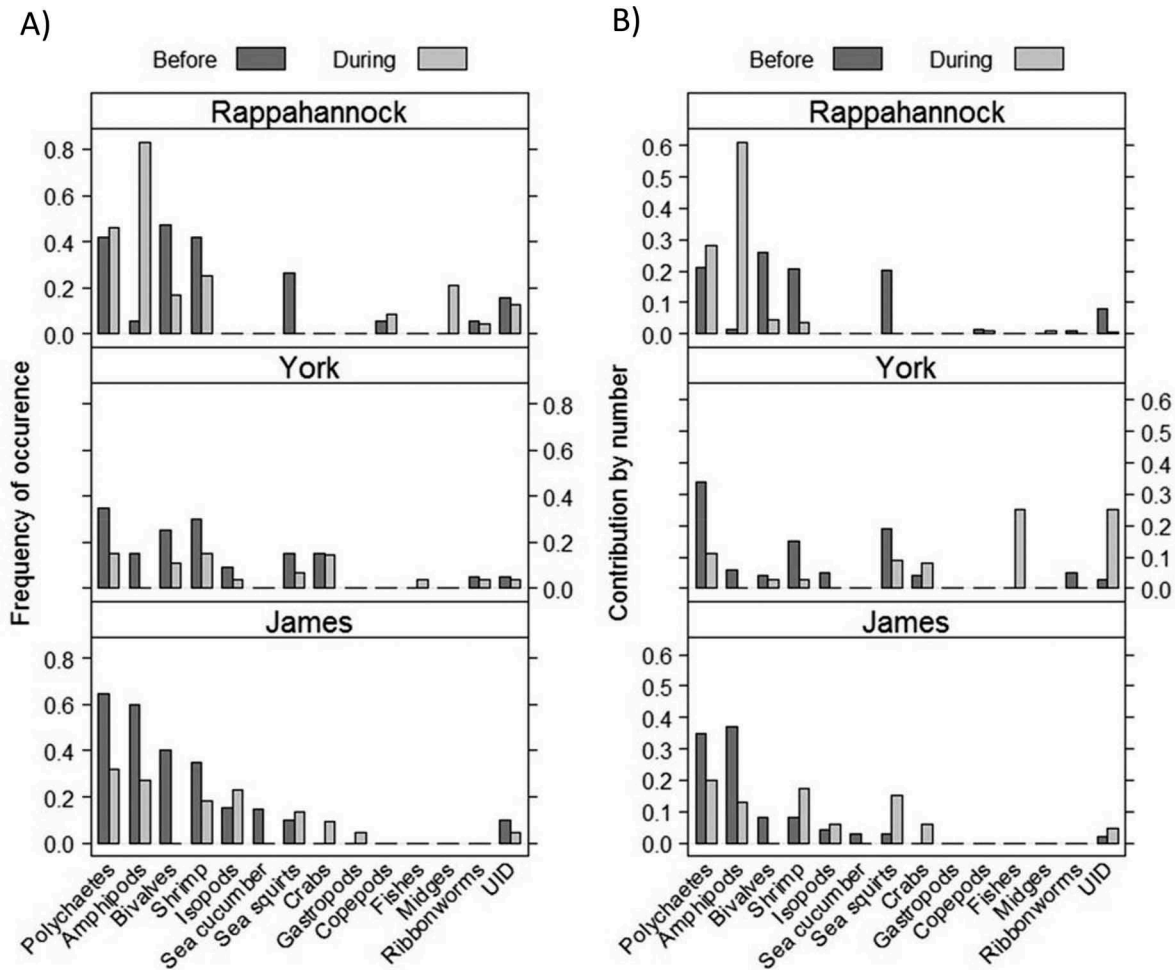 A)
Before During
Rappahannock
0.8
0.6
0.4
0.2
0.0
York
0.8
0.4
0.2
0.0
James
0.8
0.6
0.4
0.2
0.0
Frequency of occurence
Polychaetes
Amphipods
Bivalves
Shrimp
Isopods
Sea cucumber
Sea squirts
Crabs
Gastropods
Copepods
Fishes
Midges
Ribbonworms
UID
B)
Before During
Rappahannock
0.6
0.5
0.4
0.3
0.2
0.1
0.0
York
0.6
0.5
0.4
0.3
0.2
0.1
0.0
James
0.6
0.5
0.4
0.3
0.2
0.1
0.0
Contribution by number
Polychaetes
Amphipods
Bivalves
Shrimp
Isopods
Sea cucumber
Sea squirts
Crabs
Gastropods
Copepods
Fishes
Midges
Ribbonworms
UID